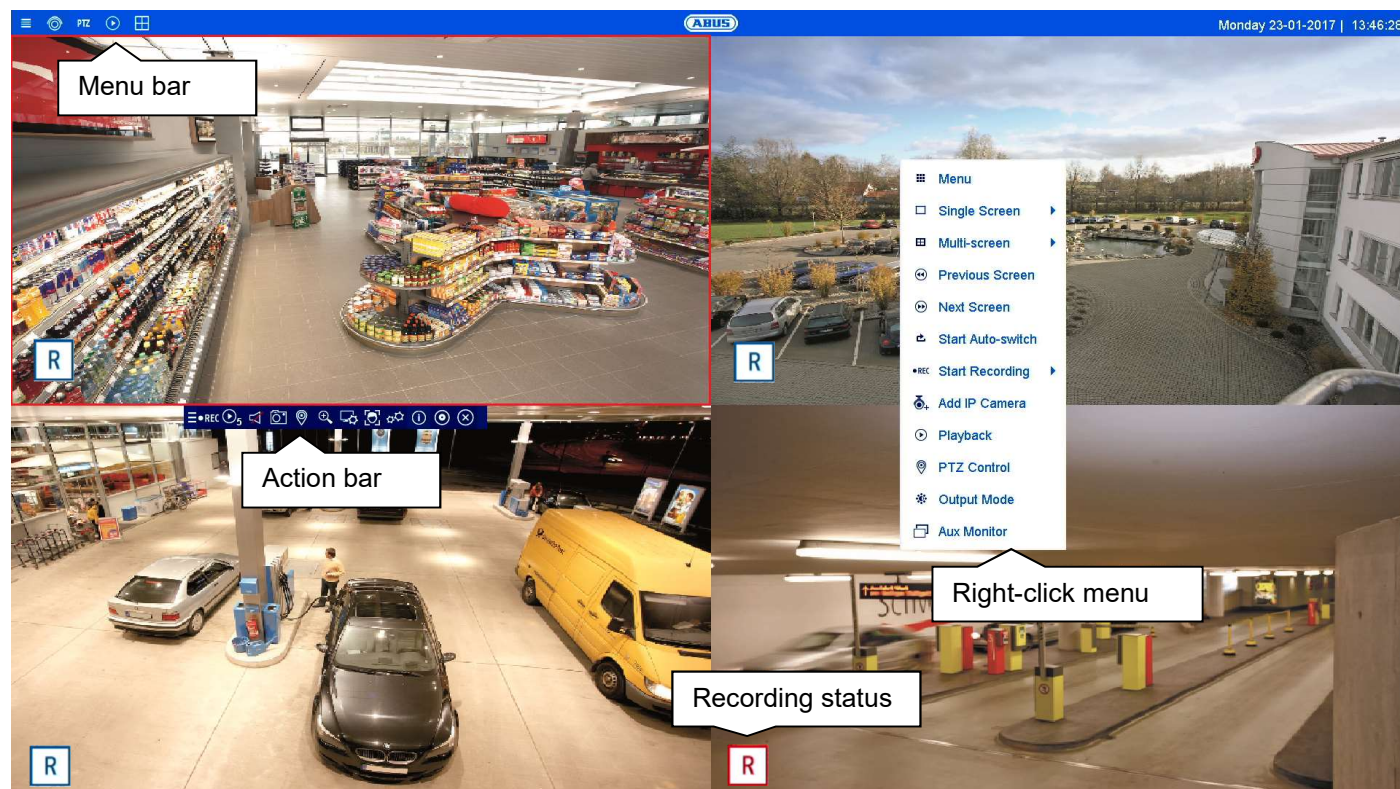 PTZ
ABUS
Monday 23-01-2017 | 13:46:26
Menu bar
Menu
Single Screen
Multi-screen
Previous Screen
Next Screen
Start Auto-switch
REC Start Recording
Add IP Camera
Playback
PTZ Control
Output Mode
Aux Monitor
R
R
REC 5
Action bar
Right-click menu
Recording status
R
R